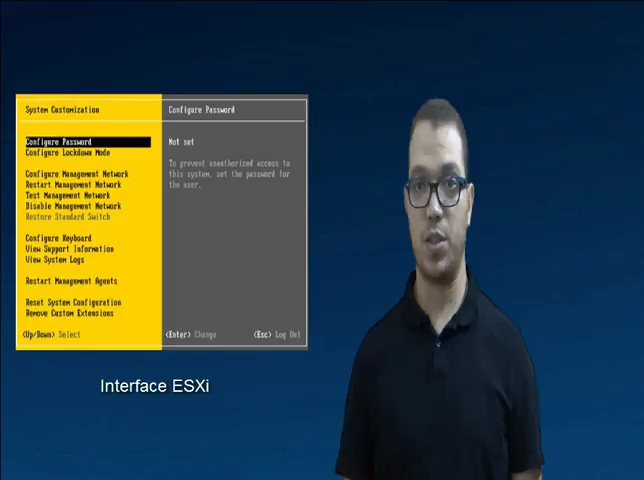 System Customization
Configure Password
Configure Lockdown Mode
Configure Management Network
Restart Management Network
Test Management Network
Disable Management Network
Restore Standard Switch
Configure Keyboard
View Support Information
View System Logs
Restart Management Agents
Reset System Configuration
Remove Custom Extensions
<Up/Down> Select
Configure Password
Not set
To prevent unauthorized access to
this system, set the password for
the user.
<Enter> Change
<Esc> Log Out
Interface ESXi